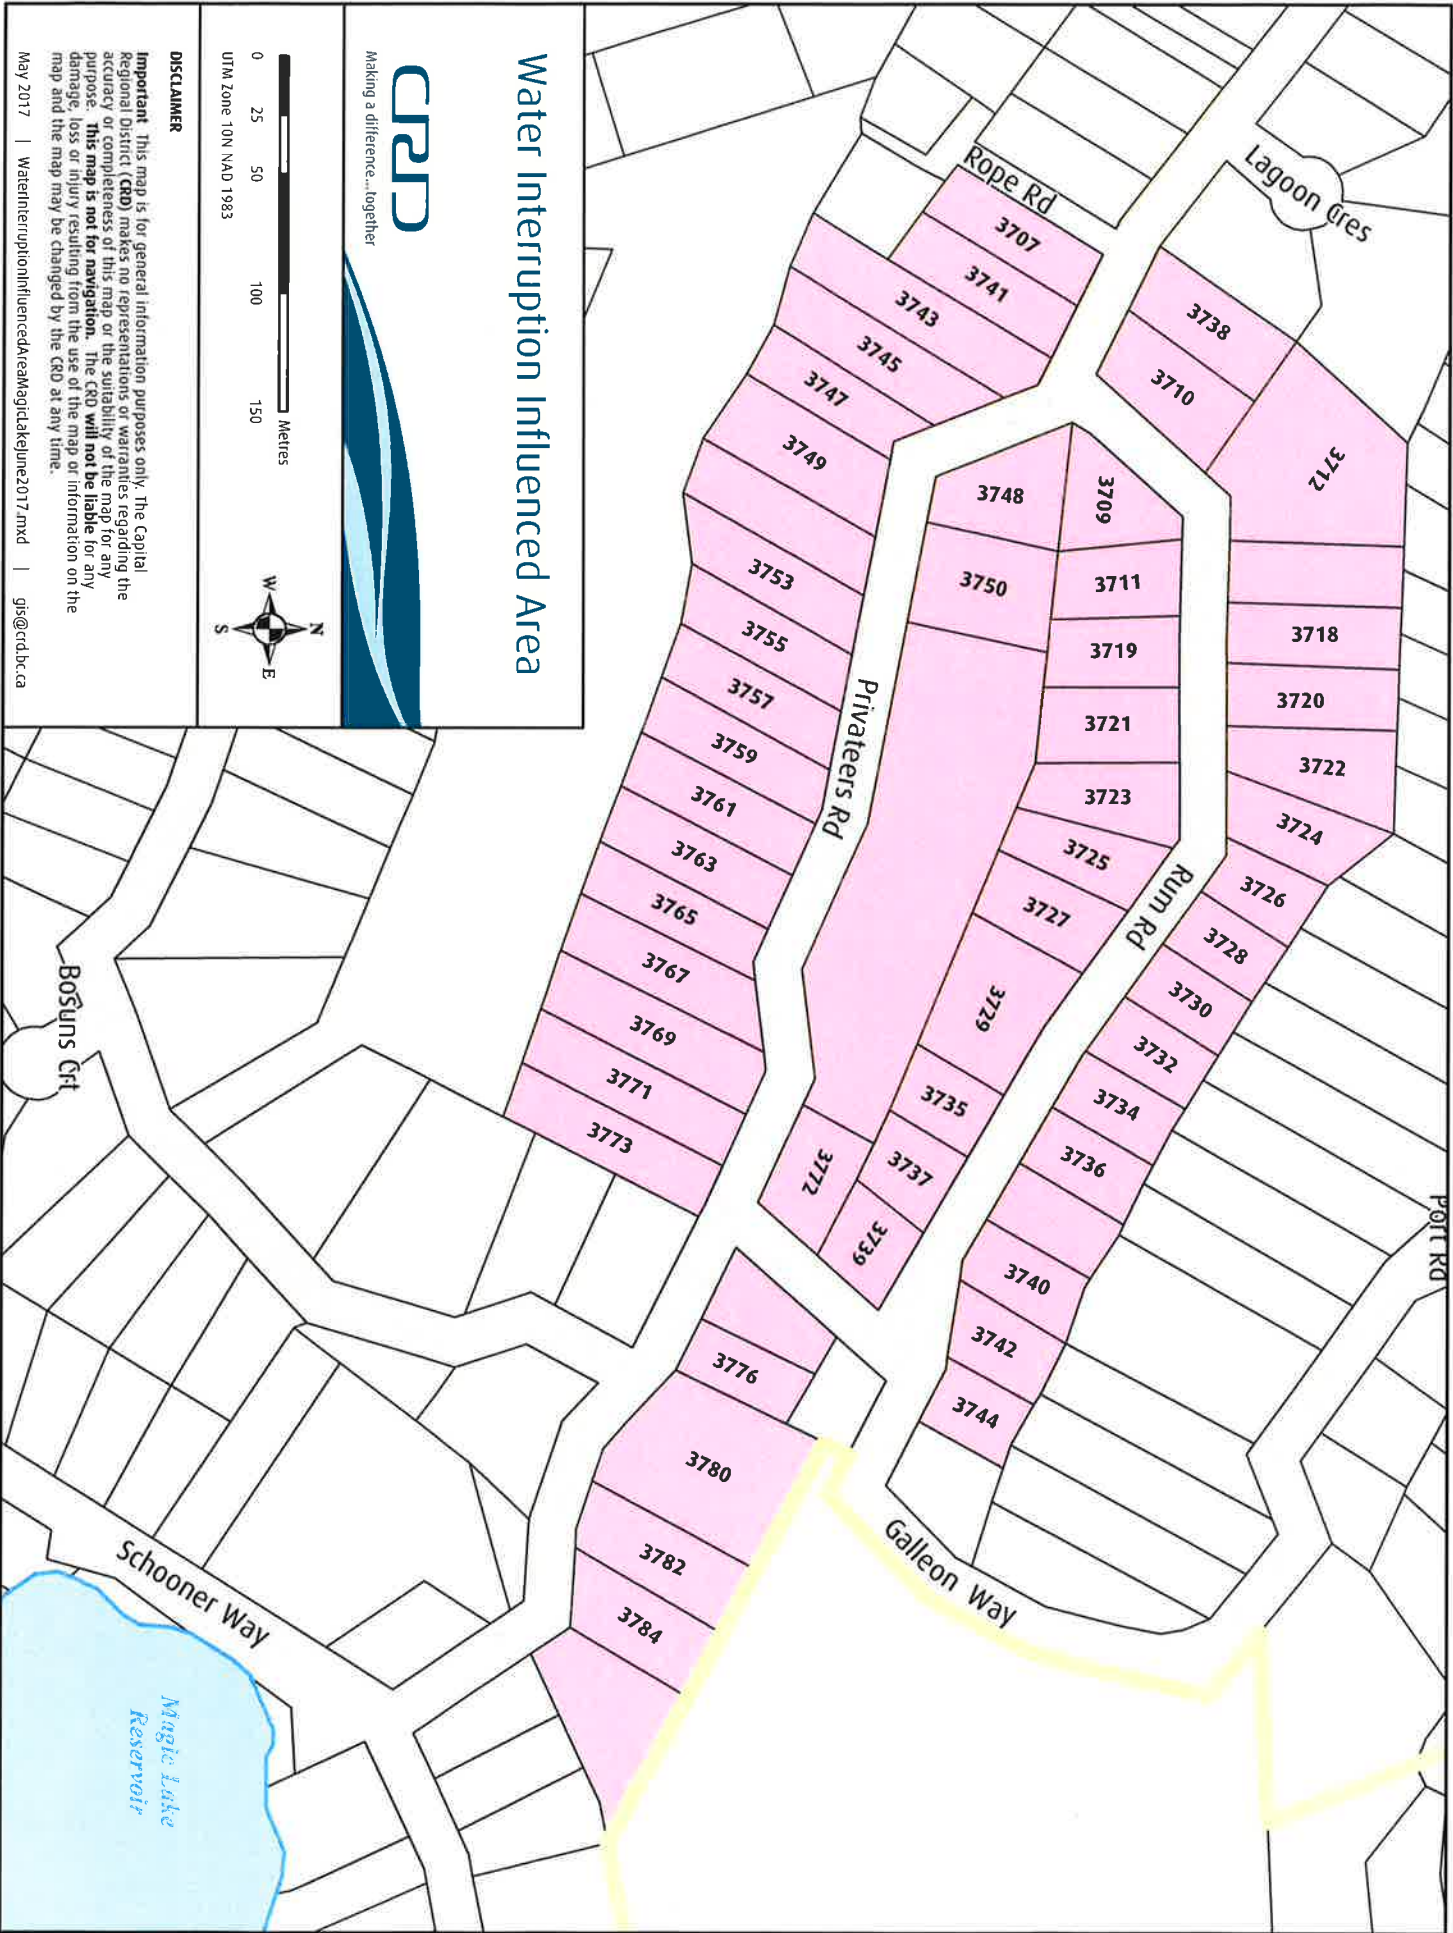 Water Interruption Influenced Area
CRD
Making a difference...together
0 25 50 100 150
Metres
UTM Zone 10N NAD 1983
N
W
E
S
DISCLAIMER
Important This map is for general information purposes only. The Capital
Regional District (CRD) makes no representations or warranties regarding the
accuracy or completeness of this map or the suitability of the map for any
purpose. This map is not for navigation. The CRD will not be liable for any
damage, loss or injury resulting from the use of the map or information on the
map and the map may be changed by the CRD at any time.
May 2017 | WaterInterruptionInfluencedAreaMagicLakeJune2017.mxd | gis@crd.bc.ca
Lagoon Cres
Rope Rd
Privateers Rd
Rum Rd
Port Rd
Galleon Way
Schooner Way
Bosuns Crt
Magic Lake
Reservoir
3707
3741
3743
3745
3747
3749
3753
3755
3757
3759
3761
3763
3765
3767
3769
3771
3773
3738
3710
3712
3718
3720
3722
3724
3726
3728
3730
3732
3734
3736
3740
3742
3744
3748
3750
3709
3711
3719
3721
3723
3725
3727
3729
3735
3737
3739
3772
3776
3780
3782
3784